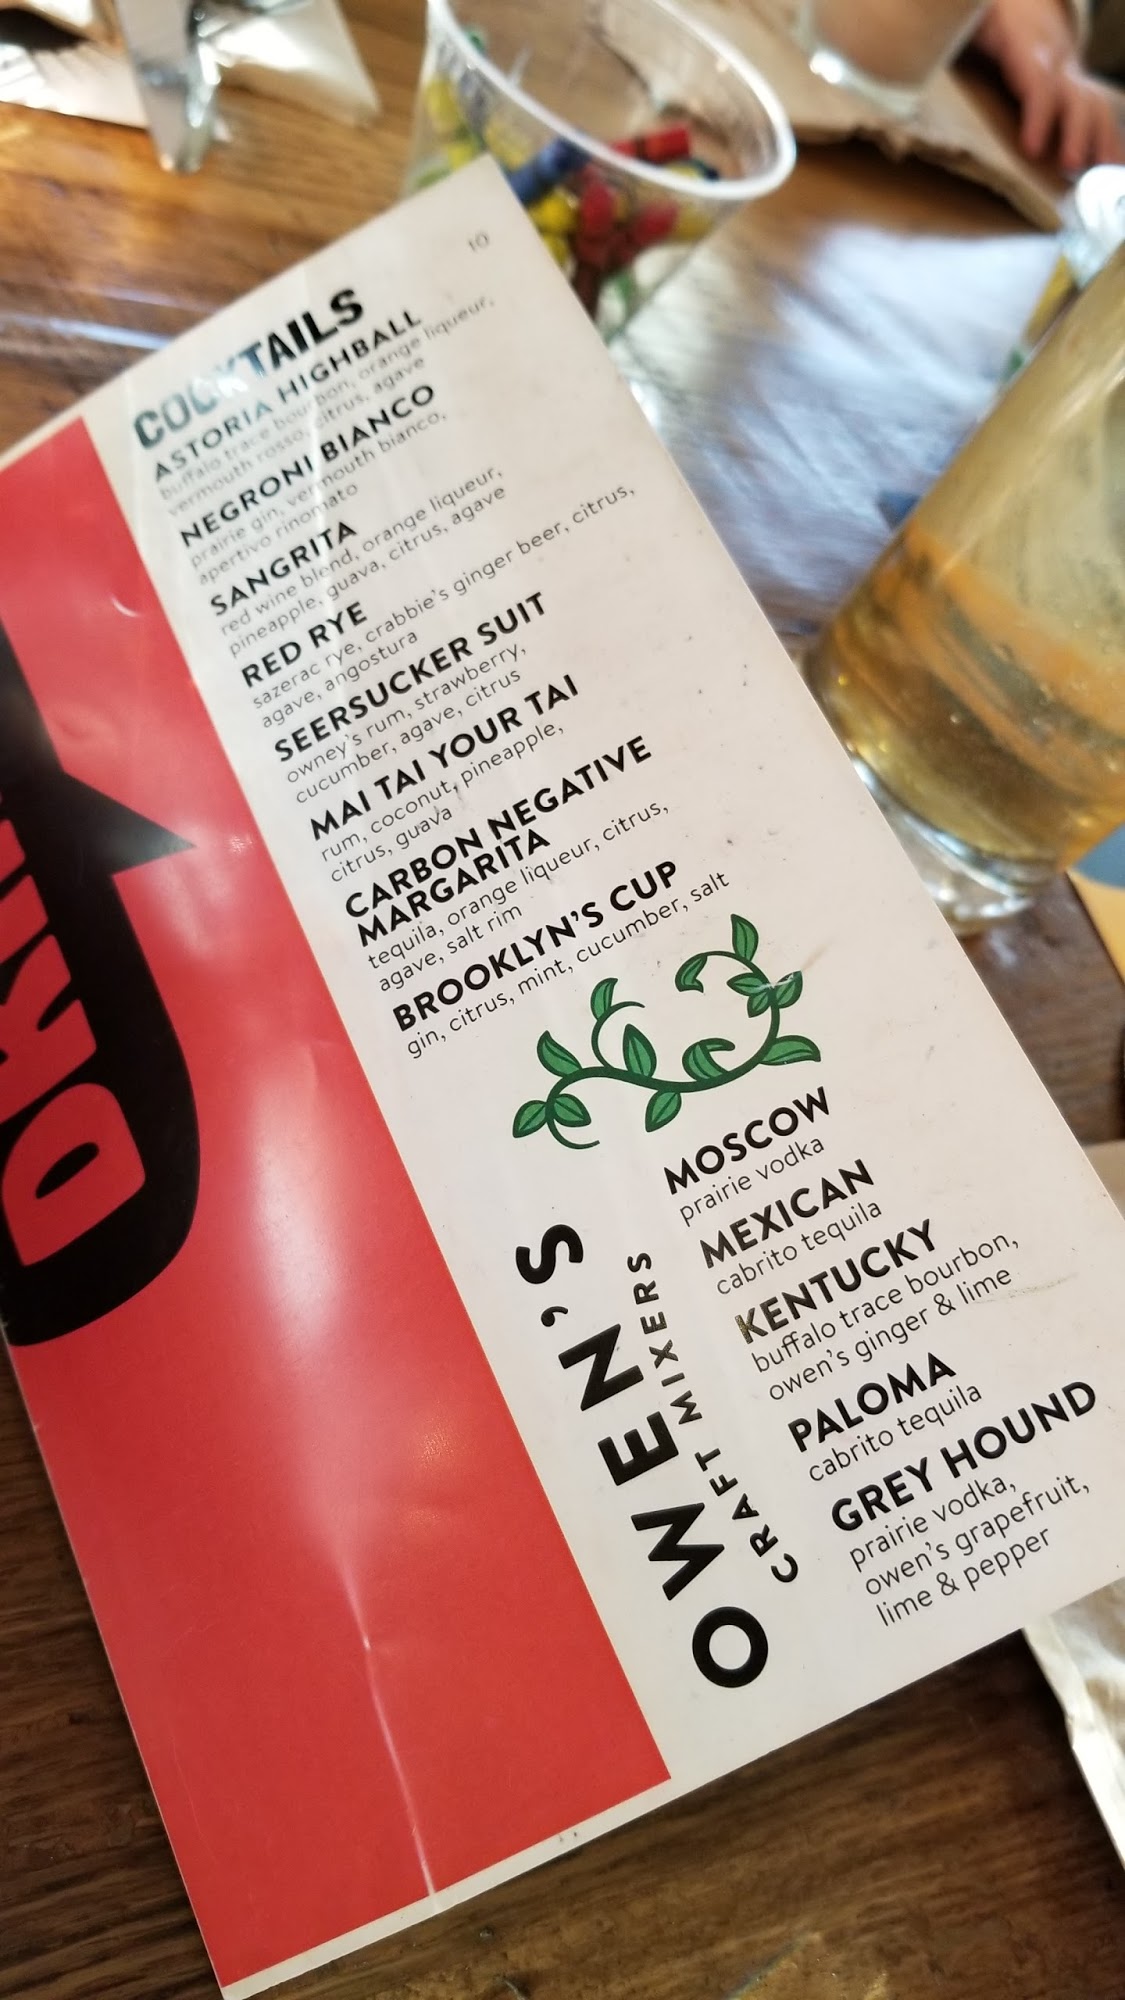 COCKTAILS
10
ASTORIA HIGHBALL
buffalo trace bourbon, orange liqueur,
vermouth rosso, citrus, agave
NEGRONI BIANCO
prairie gin, vermouth bianco,
apertivo rinomato
SANGRITA
red wine blend, orange liqueur,
pineapple, guava, citrus, agave
RED RYE
sazerac rye, crabbie's ginger beer, citrus,
agave, angostura
SEERSUCKER SUIT
owney's rum, strawberry,
cucumber, agave, citrus
MAI TAI YOUR TAI
rum, coconut, pineapple,
citrus, guava
CARBON NEGATIVE
MARGARITA
tequila, orange liqueur, citrus,
agave, salt rim
BROOKLYN'S CUP
gin, citrus, mint, cucumber, salt
OWEN'S
CRAFT MIXERS
MOSCOW
prairie vodka
MEXICAN
cabrito tequila
KENTUCKY
buffalo trace bourbon,
owen's ginger & lime
PALOMA
cabrito tequila
GREY HOUND
prairie vodka,
owen's grapefruit,
lime & pepper